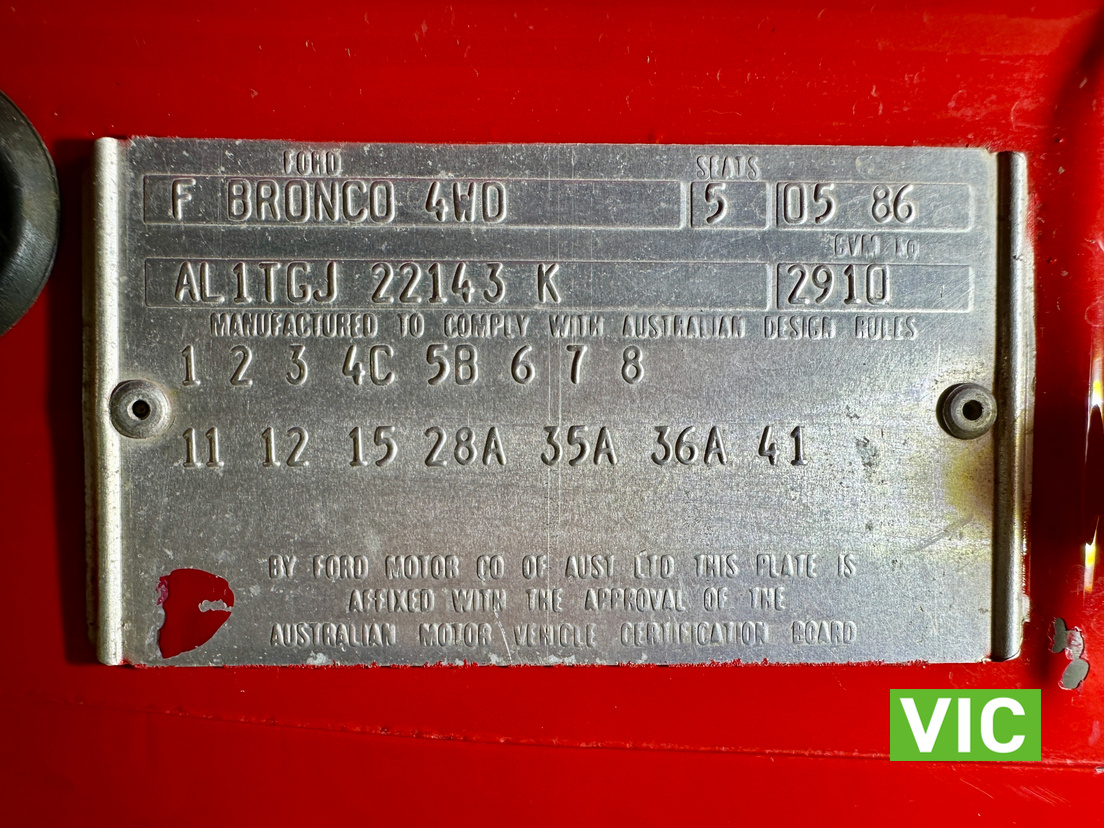 FORD SEATS
F BRONCO 4WD 5 05 86
GVM KG
AL1TGJ 22143 K 2910
MANUFACTURED TO COMPLY WITH AUSTRALIAN DESIGN RULES
1 2 3 4C 5B 6 7 8
11 12 15 28A 35A 36A 41
BY FORD MOTOR CO OF AUST LTD THIS PLATE IS
AFFIXED WITH THE APPROVAL OF THE
AUSTRALIAN MOTOR VEHICLE CERTIFICATION BOARD
VIC